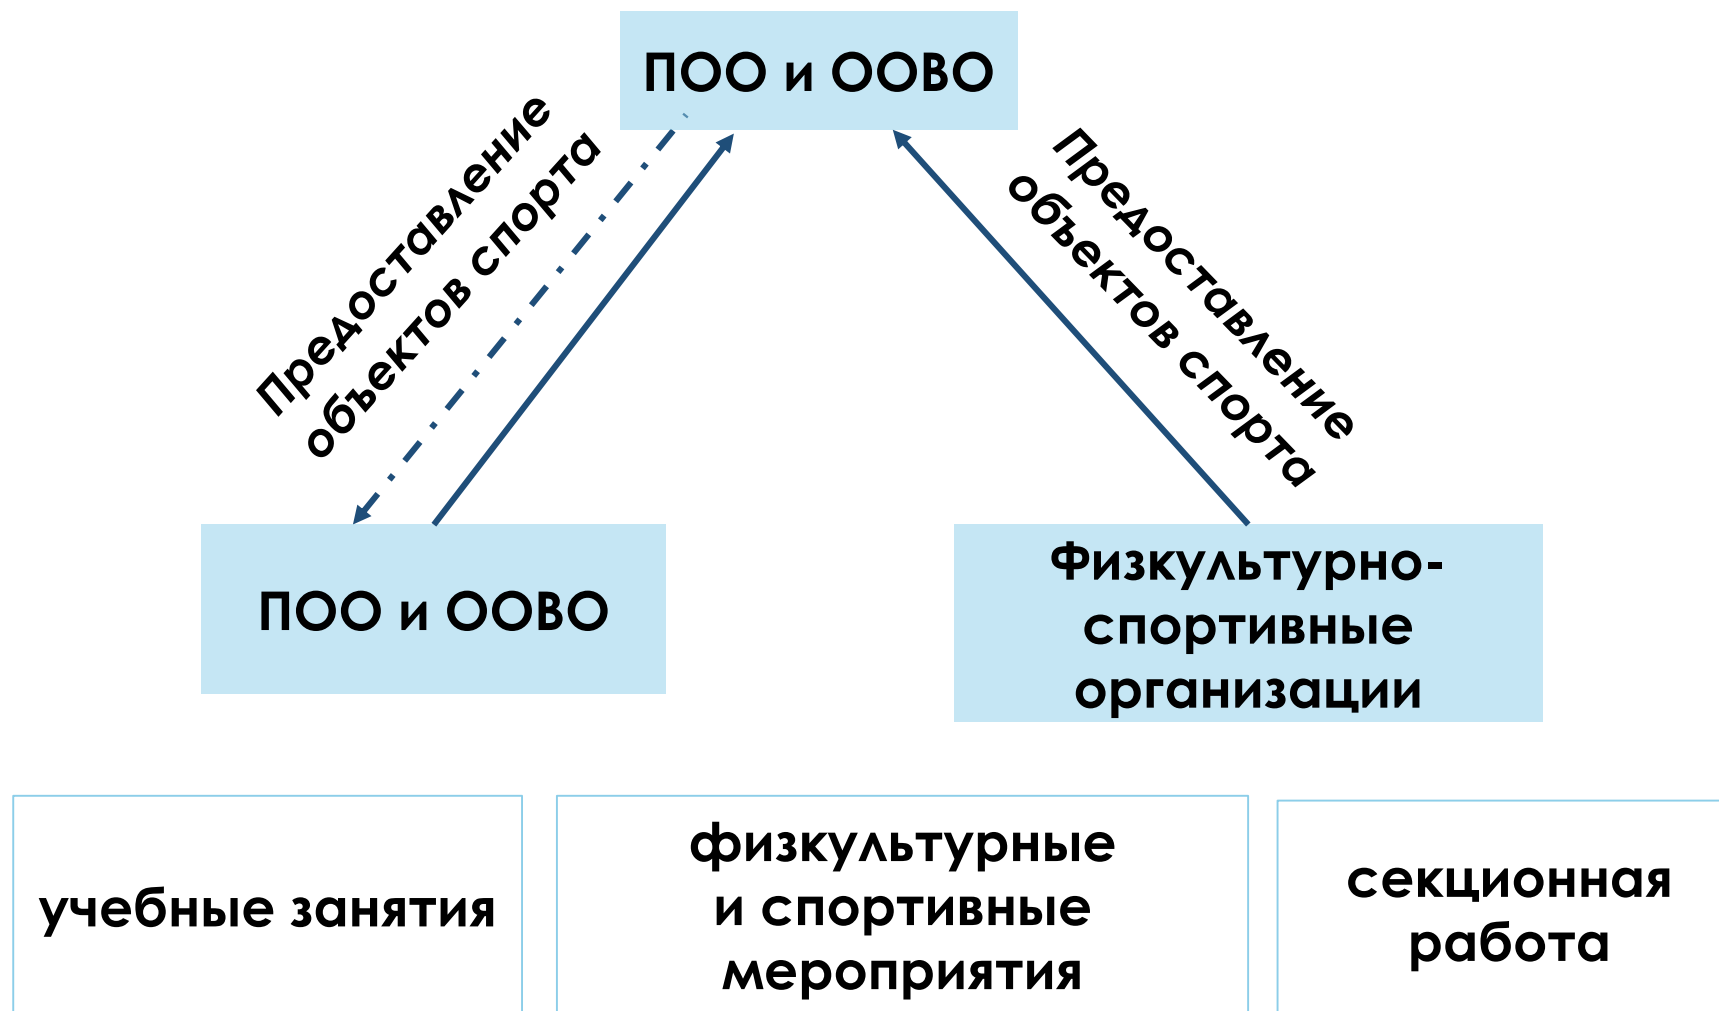 ПОО и ООВО
Предоставление
объектов спорта
Предоставление
объектов спорта
ПОО и ООВО
Физкультурно-
спортивные
организации
учебные занятия
физкультурные
и спортивные
мероприятия
секционная
работа